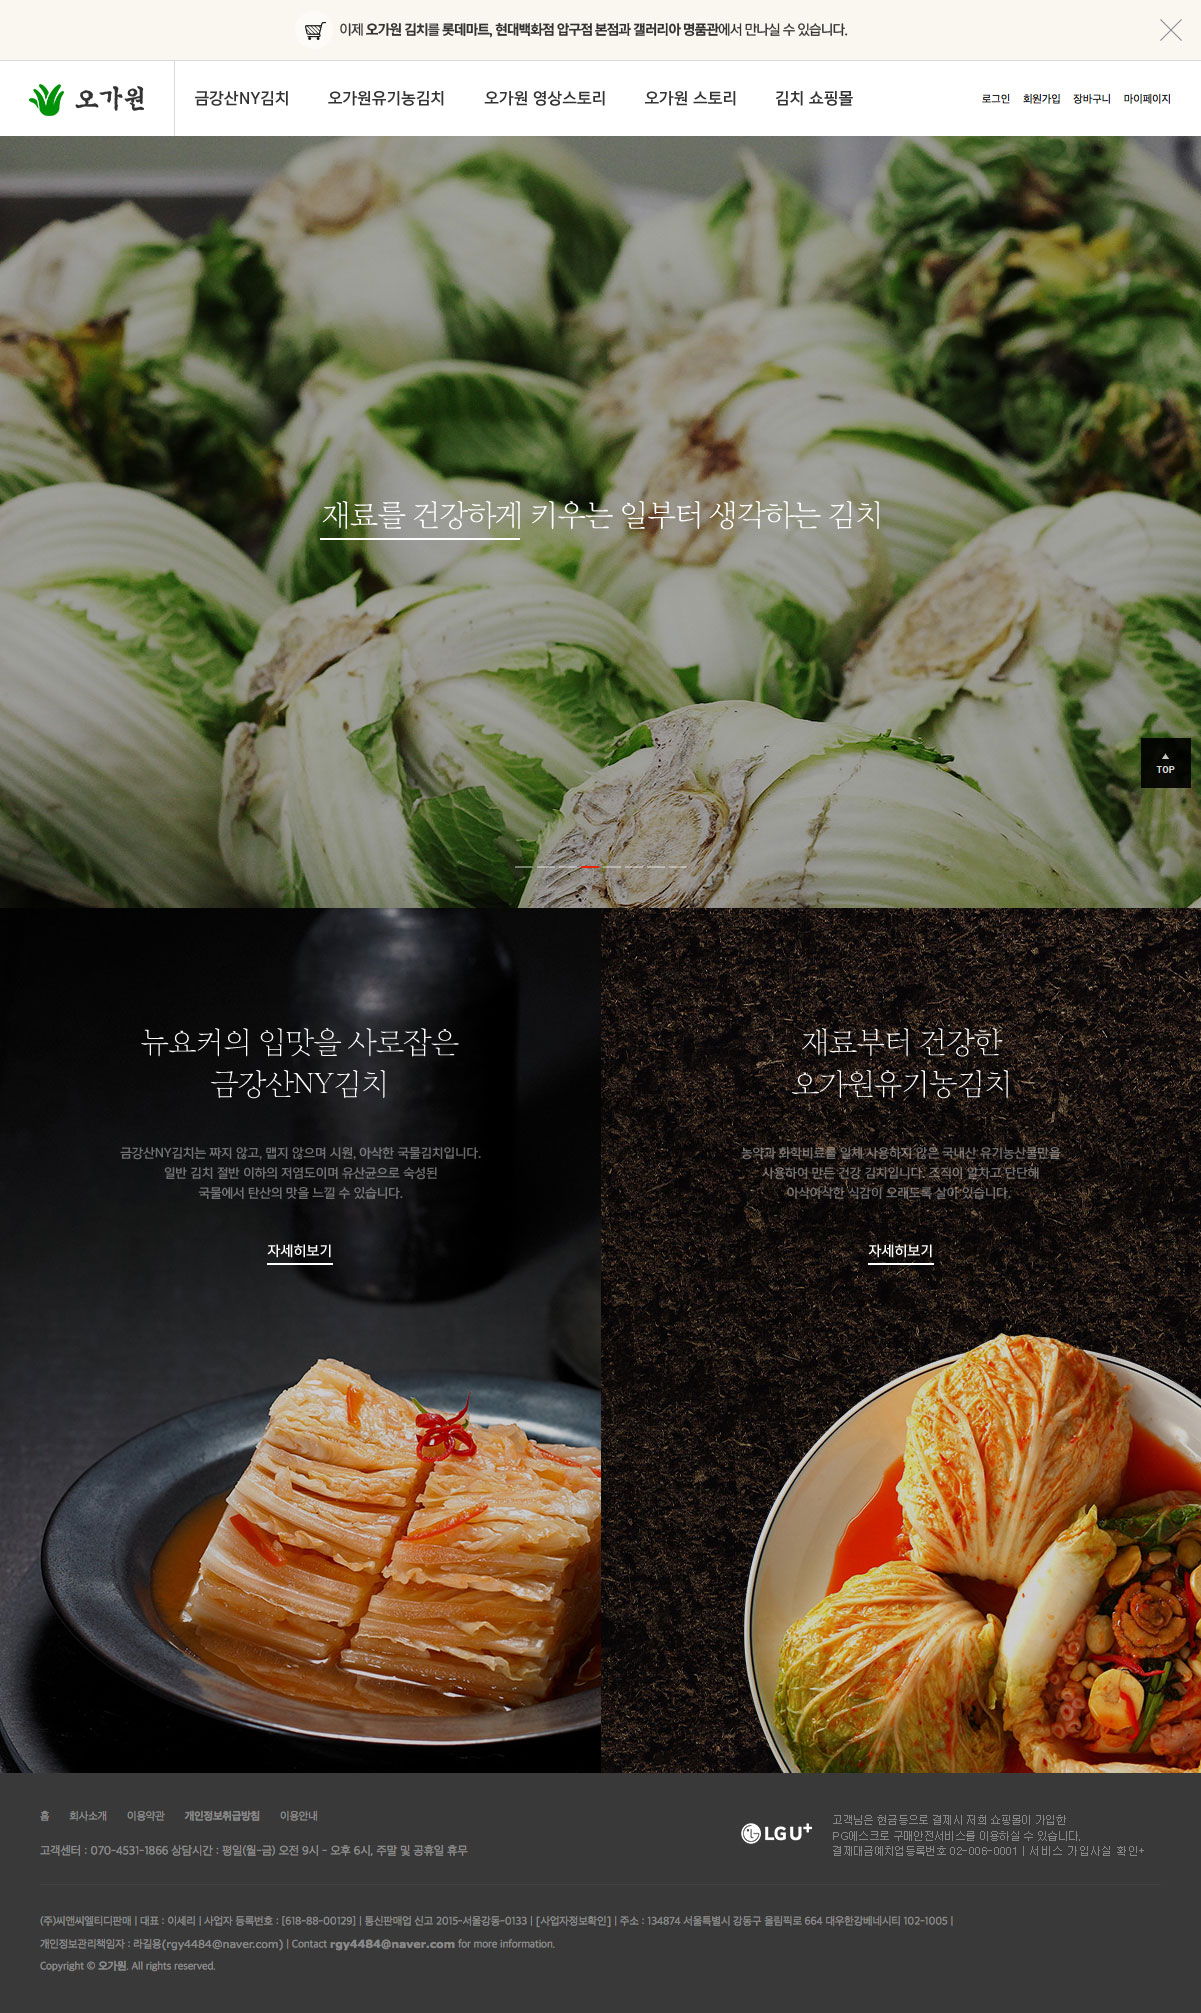 이제 오가원 김치를 롯데마트, 현대백화점 압구점 본점과 갤러리아 명품관에서 만나실 수 있습니다.
오가원
금강산NY김치 오가원유기농김치 오가원 영상스토리 오가원 스토리 김치 쇼핑몰
로그인 회원가입 장바구니 마이페이지
재료를 건강하게 키우는 일부터 생각하는 김치
TOP
뉴요커의 입맛을 사로잡은
금강산NY김치
금강산NY김치는 짜지 않고, 맵지 않으며 시원, 아삭한 국물김치입니다.
일반 김치 절반 이하의 저염도이며 유산균으로 숙성된
국물에서 탄산의 맛을 느낄 수 있습니다.
자세히보기
재료부터 건강한
오가원유기농김치
농약과 화학비료를 일체 사용하지 않은 국내산 유기농산물만을
사용하여 만든 건강 김치입니다. 조직이 알차고 단단해
아삭아삭한 식감이 오래도록 살아 있습니다.
자세히보기
홈 회사소개 이용약관 개인정보취급방침 이용안내
고객센터 : 070-4531-1866 상담시간 : 평일(월-금) 오전 9시 - 오후 6시, 주말 및 공휴일 휴무
LG U+
고객님은 현금등으로 결제시 저희 쇼핑몰이 가입한
PG에스크로 구매안전서비스를 이용하실 수 있습니다.
결제대금예치업등록번호 02-006-0001 | 서비스 가입사실 확인+
(주)씨앤씨엘티디판매 | 대표 : 이세리 | 사업자 등록번호 : [618-88-00129] | 통신판매업 신고 2015-서울강동-0133 | [사업자정보확인] | 주소 : 134874 서울특별시 강동구 올림픽로 664 대우한강베네시티 102-1005 |
개인정보관리책임자 : 라길용(rgy4484@naver.com) | Contact rgy4484@naver.com for more information.
Copyright © 오가원. All rights reserved.